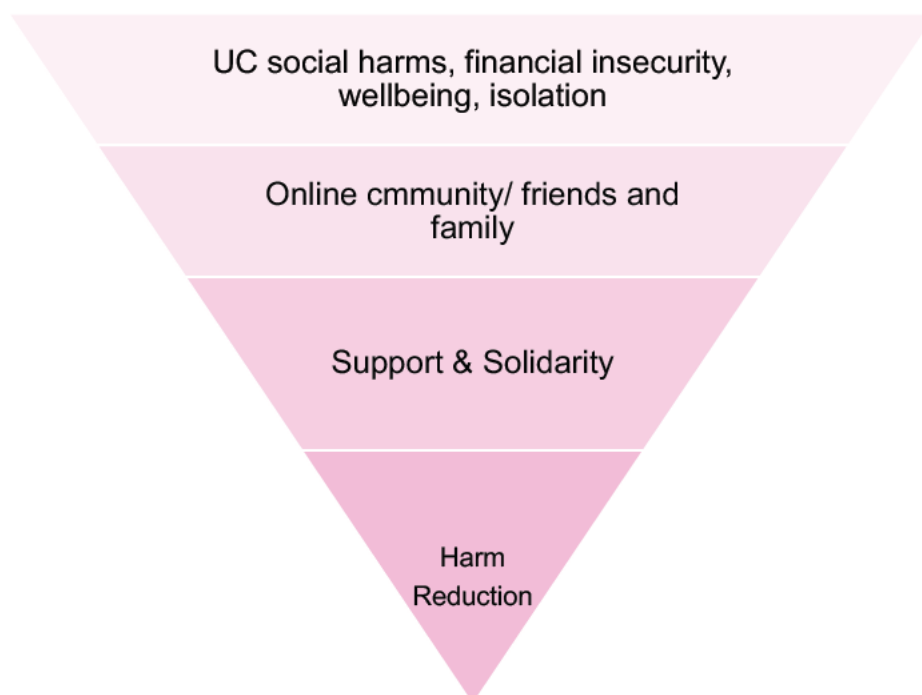 UC social harms, financial insecurity,
wellbeing, isolation
Online cmmunity/ friends and
family
Support & Solidarity
Harm
Reduction